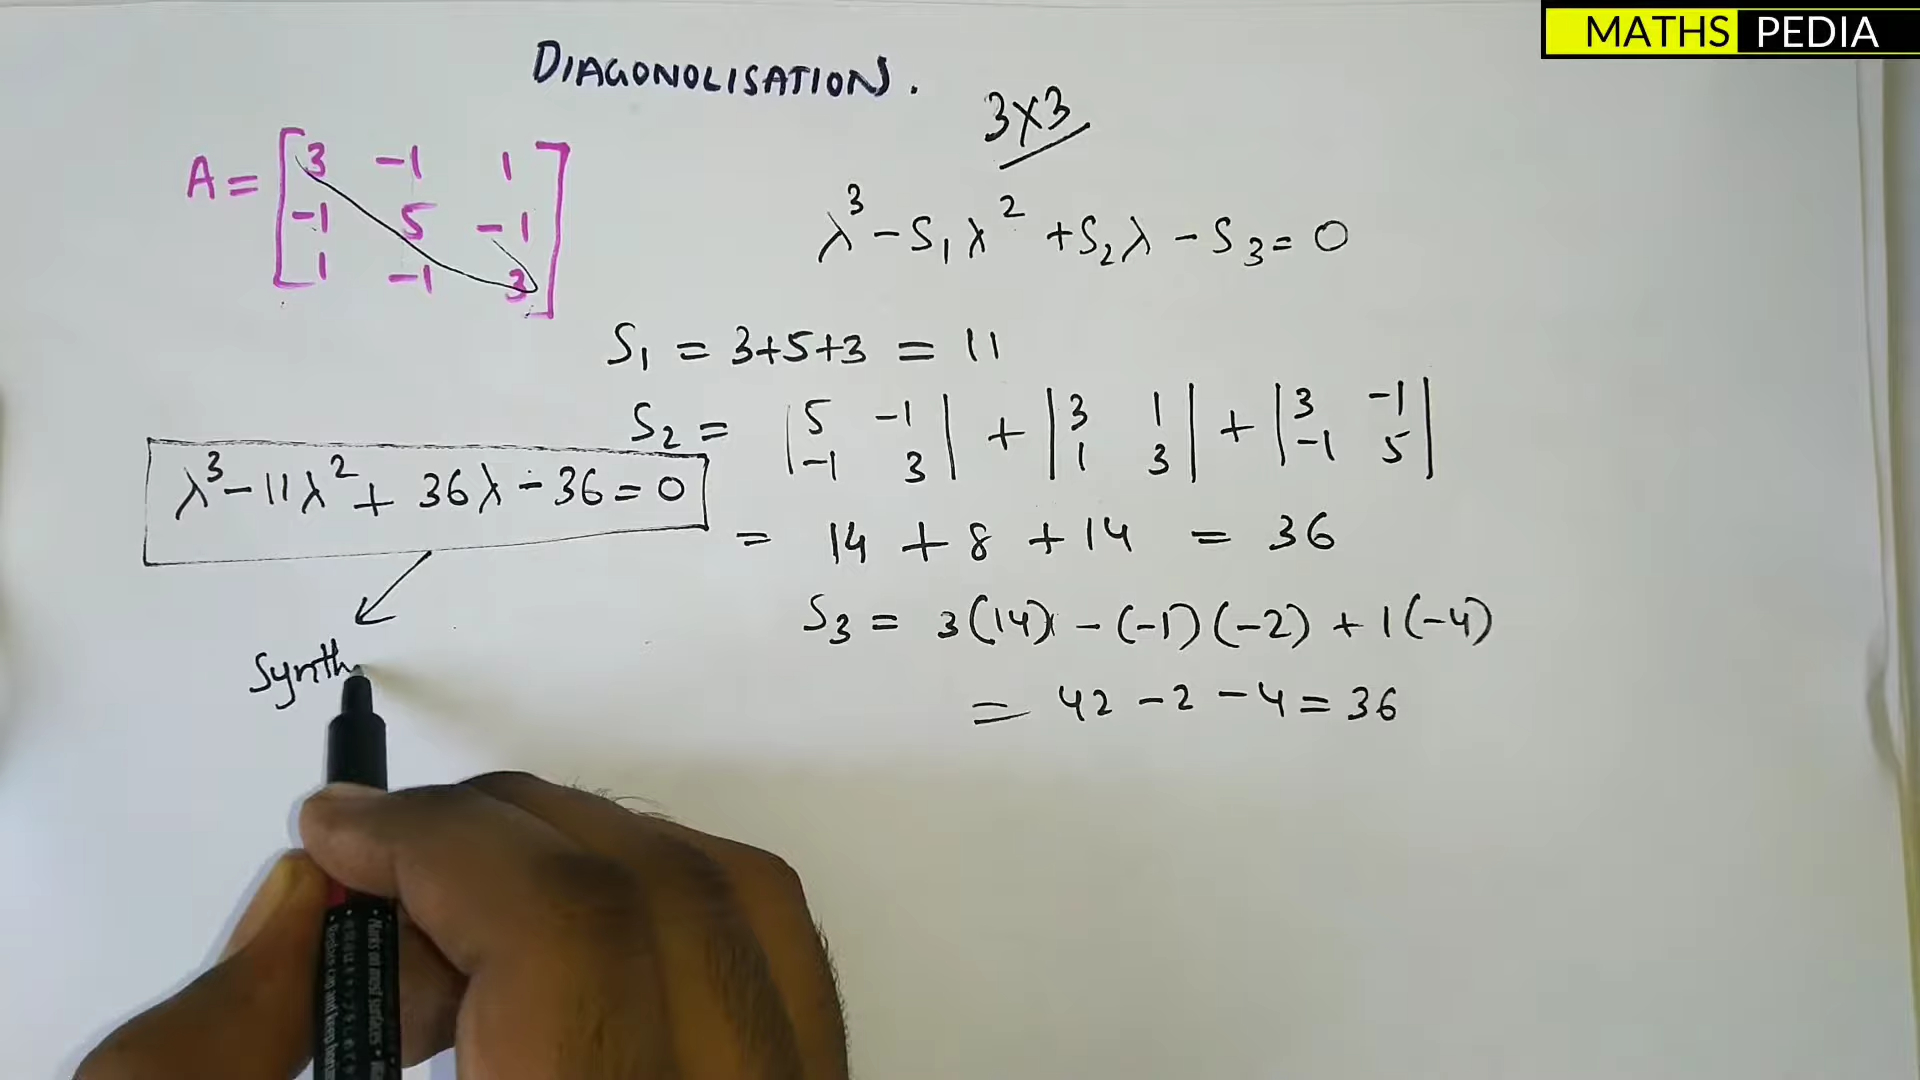 MATHS PEDIA
DIAGONOLISATION.
3×3
A = [3 -1 1
-1 5 -1
1 -1 3]
λ³ - S₁λ² + S₂λ - S₃ = 0
S₁ = 3+5+3 = 11
S₂ = |5 -1| + |3 1| + |3 -1|
|-1 3| |1 3| |-1 5|
= 14 + 8 + 14 = 36
S₃ = 3(14) - (-1)(-2) + 1(-4)
= 42 - 2 - 4 = 36
λ³ - 11λ² + 36λ - 36 = 0
Synth